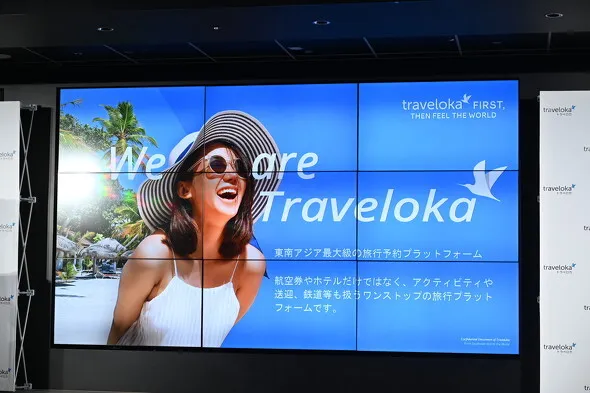 traveloka FIRST,
THEN FEEL THE WORLD
We are
Traveloka
東南アジア最大級の旅行予約プラットフォーム
航空券やホテルだけではなく、アクティビティや
送迎、鉄道等も扱うワンストップの旅行プラット
フォームです。
traveloka
traveloka
traveloka
traveloka
traveloka
traveloka
traveloka